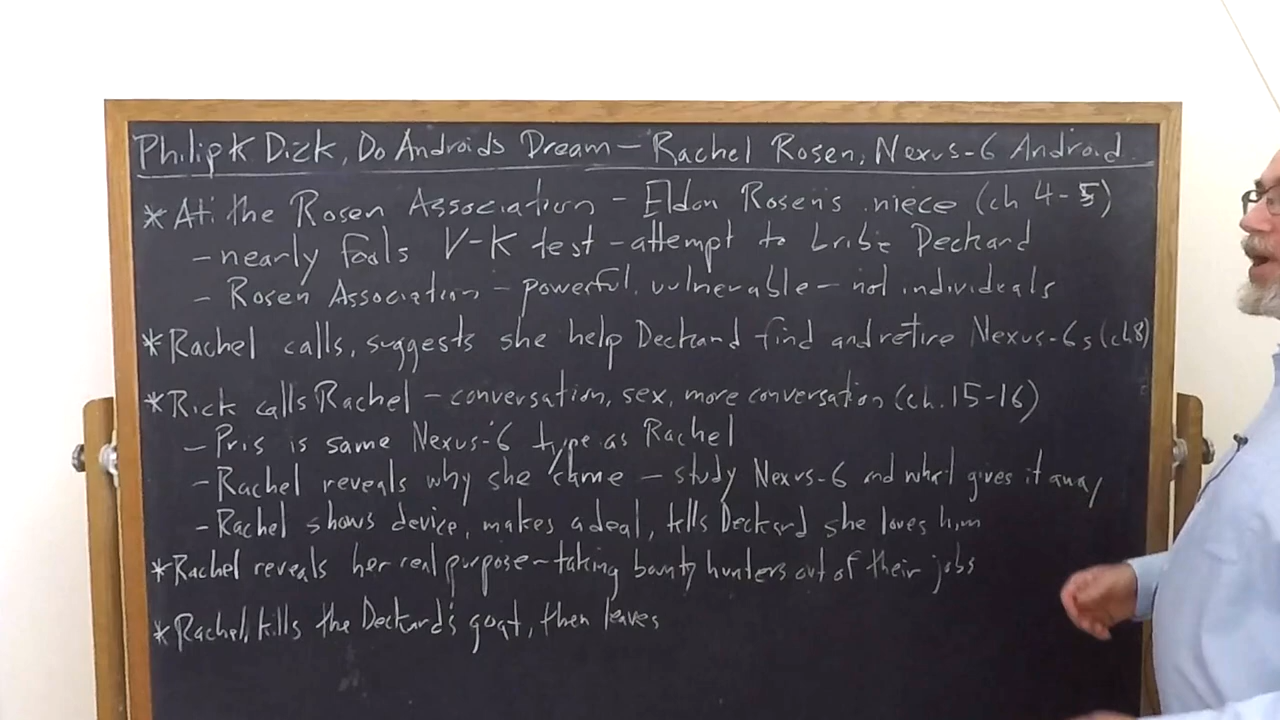 Philip K Dick, Do Androids Dream – Rachel Rosen, Nexus-6 Android
* At the Rosen Association – Eldon Rosen's niece (ch 4-5)
– nearly fools V-K test – attempt to bribe Deckard
– Rosen Association – powerful, vulnerable – not individuals
* Rachel calls, suggests she help Deckard find and retire Nexus-6s (ch 8)
* Rick calls Rachel – conversation, sex, more conversation (ch. 15-16)
– Pris is same Nexus-6 type as Rachel
– Rachel reveals why she came – study Nexus-6 and what gives it away
– Rachel shows device, makes a deal, tells Deckard she loves him
* Rachel reveals her real purpose – taking bounty hunters out of their jobs
* Rachel kills the Deckard's goat, then leaves